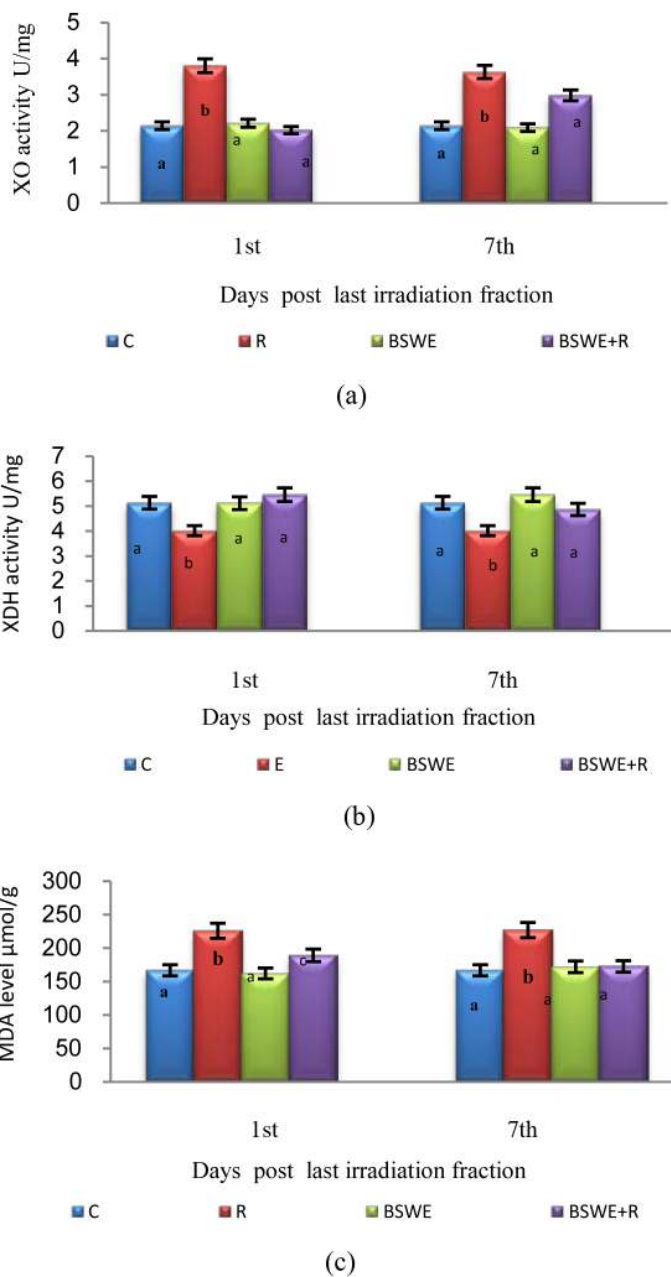 XO activity U/mg
5
4
3
2
1
0
a
b
a
a
a
b
a
a
1st 7th
Days post last irradiation fraction
C R BSWE BSWE+R
(a)
XDH activity U/mg
7
6
5
4
3
2
1
0
a
b
a
a
a
b
a
a
1st 7th
Days post last irradiation fraction
C E BSWE BSWE+R
(b)
MDA level µmol/g
300
250
200
150
100
50
0
a
b
a
c
a
b
a
a
1st 7th
Days post last irradiation fraction
C R BSWE BSWE+R
(c)